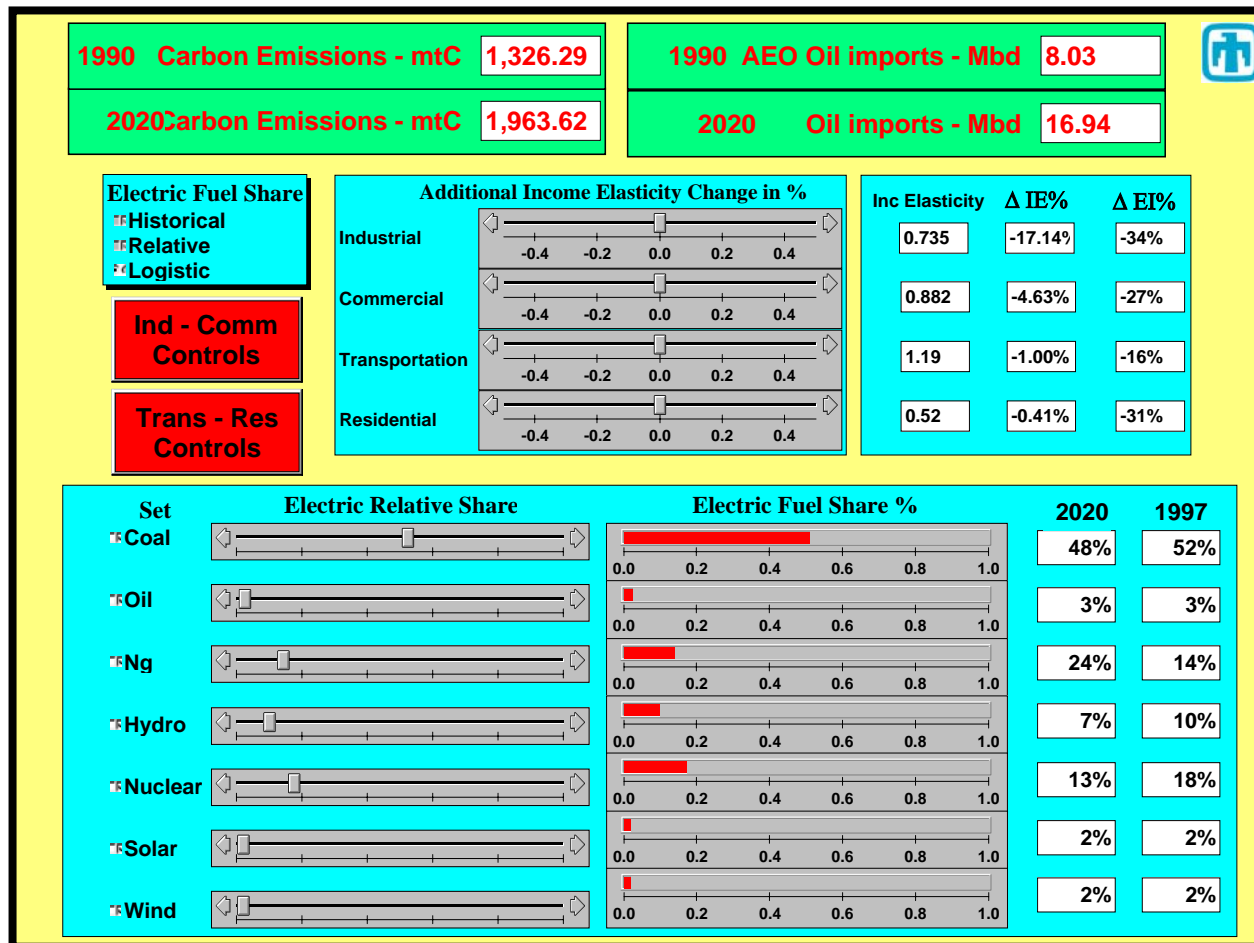 1990 Carbon Emissions - mtC 1,326.29
2020 Carbon Emissions - mtC 1,963.62
1990 AEO Oil imports - Mbd 8.03
2020 Oil imports - Mbd 16.94
Electric Fuel Share
Historical
Relative
Logistic
Ind - Comm
Controls
Trans - Res
Controls
Additional Income Elasticity Change in %
Industrial
-0.4 -0.2 0.0 0.2 0.4
Commercial
-0.4 -0.2 0.0 0.2 0.4
Transportation
-0.4 -0.2 0.0 0.2 0.4
Residential
-0.4 -0.2 0.0 0.2 0.4
Inc Elasticity Δ IE% Δ EI%
0.735 -17.14% -34%
0.882 -4.63% -27%
1.19 -1.00% -16%
0.52 -0.41% -31%
Set Electric Relative Share Electric Fuel Share % 2020 1997
Coal 48% 52%
0.0 0.2 0.4 0.6 0.8 1.0
Oil 3% 3%
0.0 0.2 0.4 0.6 0.8 1.0
Ng 24% 14%
0.0 0.2 0.4 0.6 0.8 1.0
Hydro 7% 10%
0.0 0.2 0.4 0.6 0.8 1.0
Nuclear 13% 18%
0.0 0.2 0.4 0.6 0.8 1.0
Solar 2% 2%
0.0 0.2 0.4 0.6 0.8 1.0
Wind 2% 2%
0.0 0.2 0.4 0.6 0.8 1.0